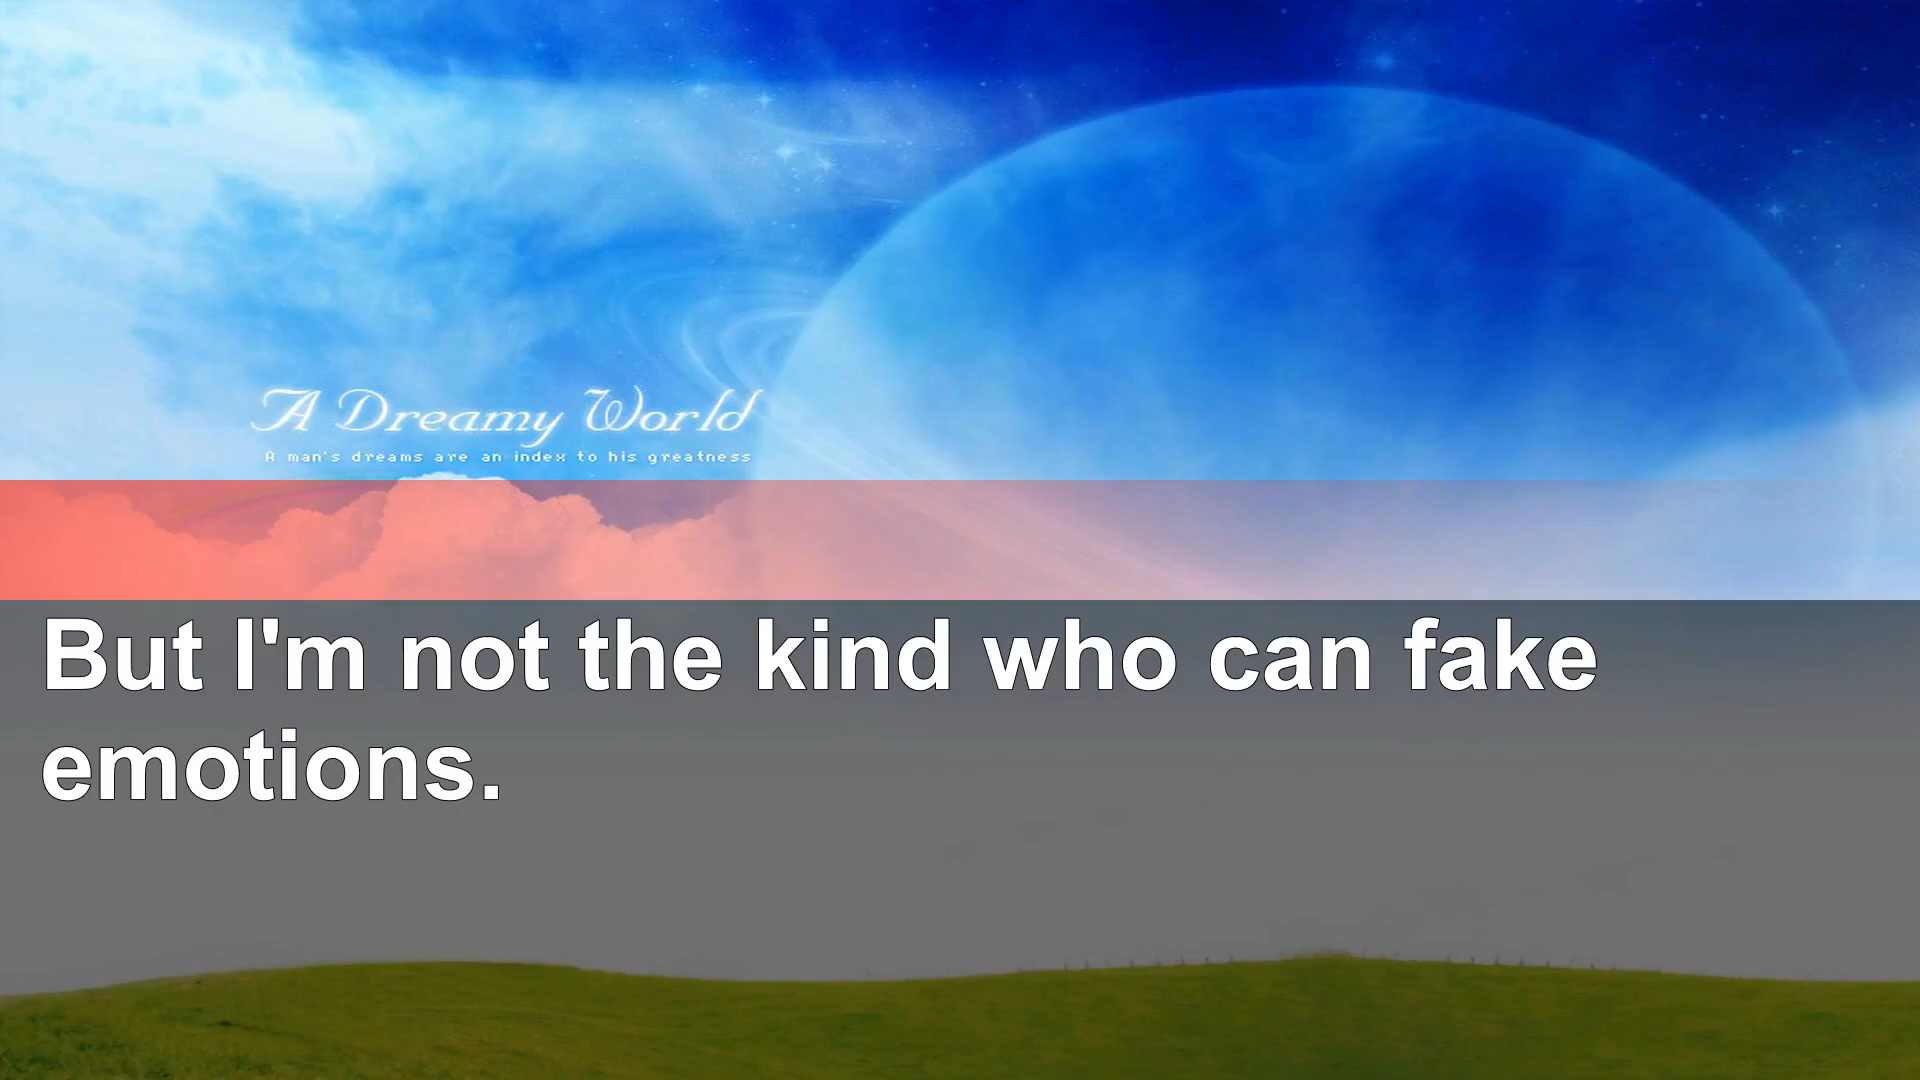 A Dreamy World
A man's dreams are an index to his greatness
But I'm not the kind who can fake
emotions.